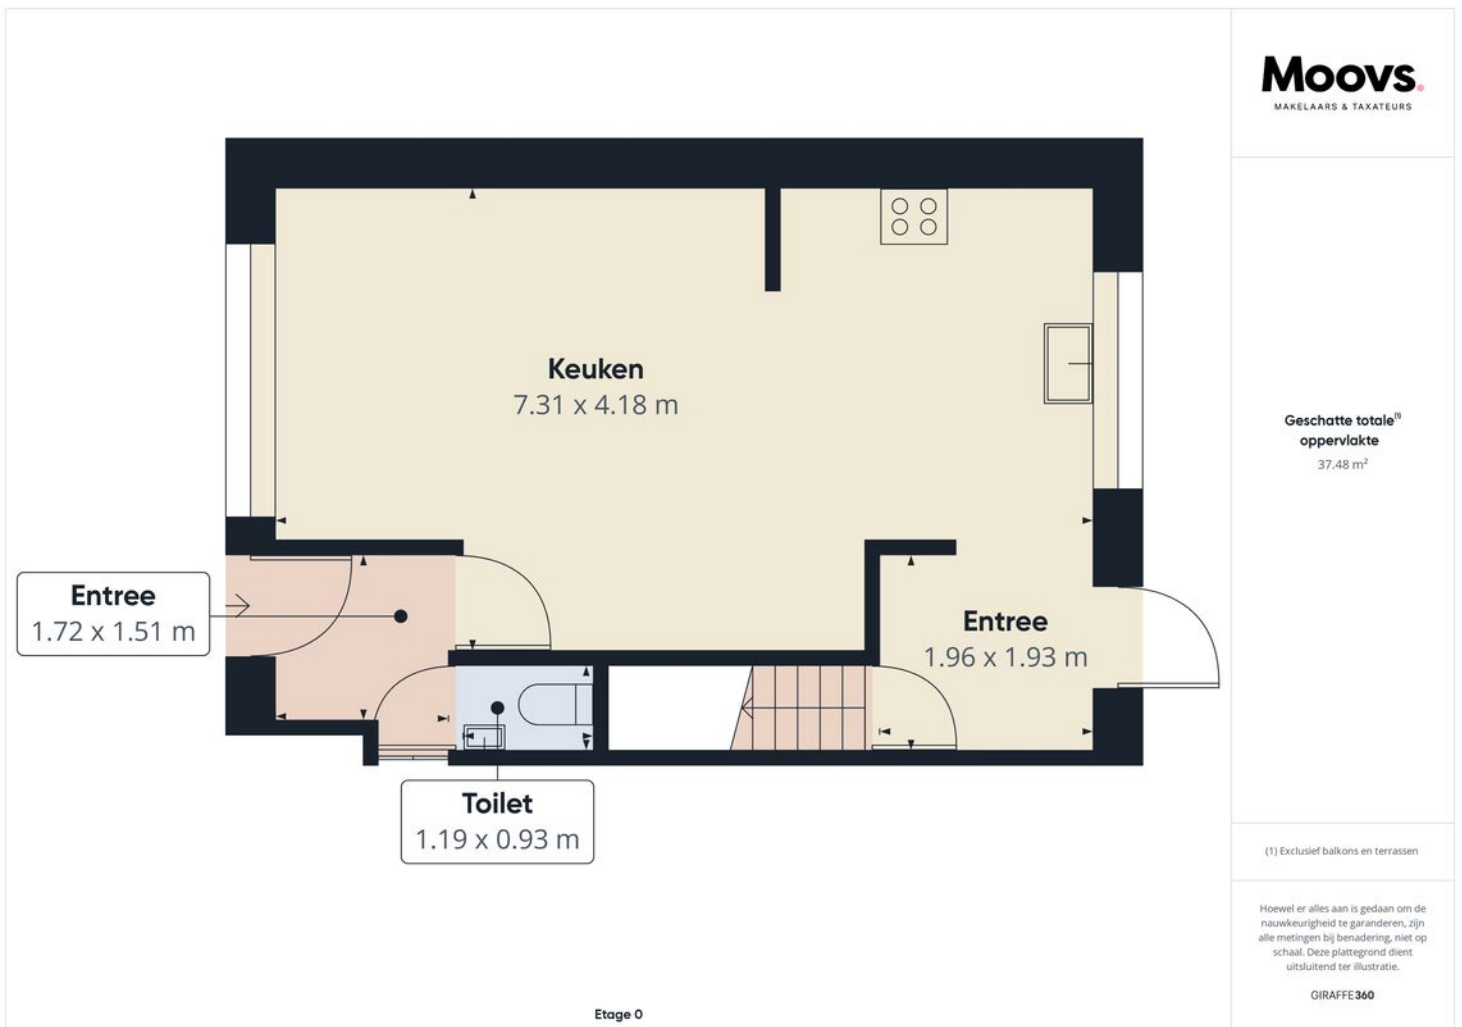 Moovs.
MAKELAARS & TAXATEURS
Keuken
7.31 x 4.18 m
Geschatte totale(1)
oppervlakte
37.48 m²
Entree
1.72 x 1.51 m
Entree
1.96 x 1.93 m
Toilet
1.19 x 0.93 m
(1) Exclusief balkons en terrassen
Hoewel er alles aan is gedaan om de
nauwkeurigheid te garanderen, zijn
alle metingen bij benadering, niet op
schaal. Deze plattegrond dient
uitsluitend ter illustratie.
GIRAFFE360
Etage 0